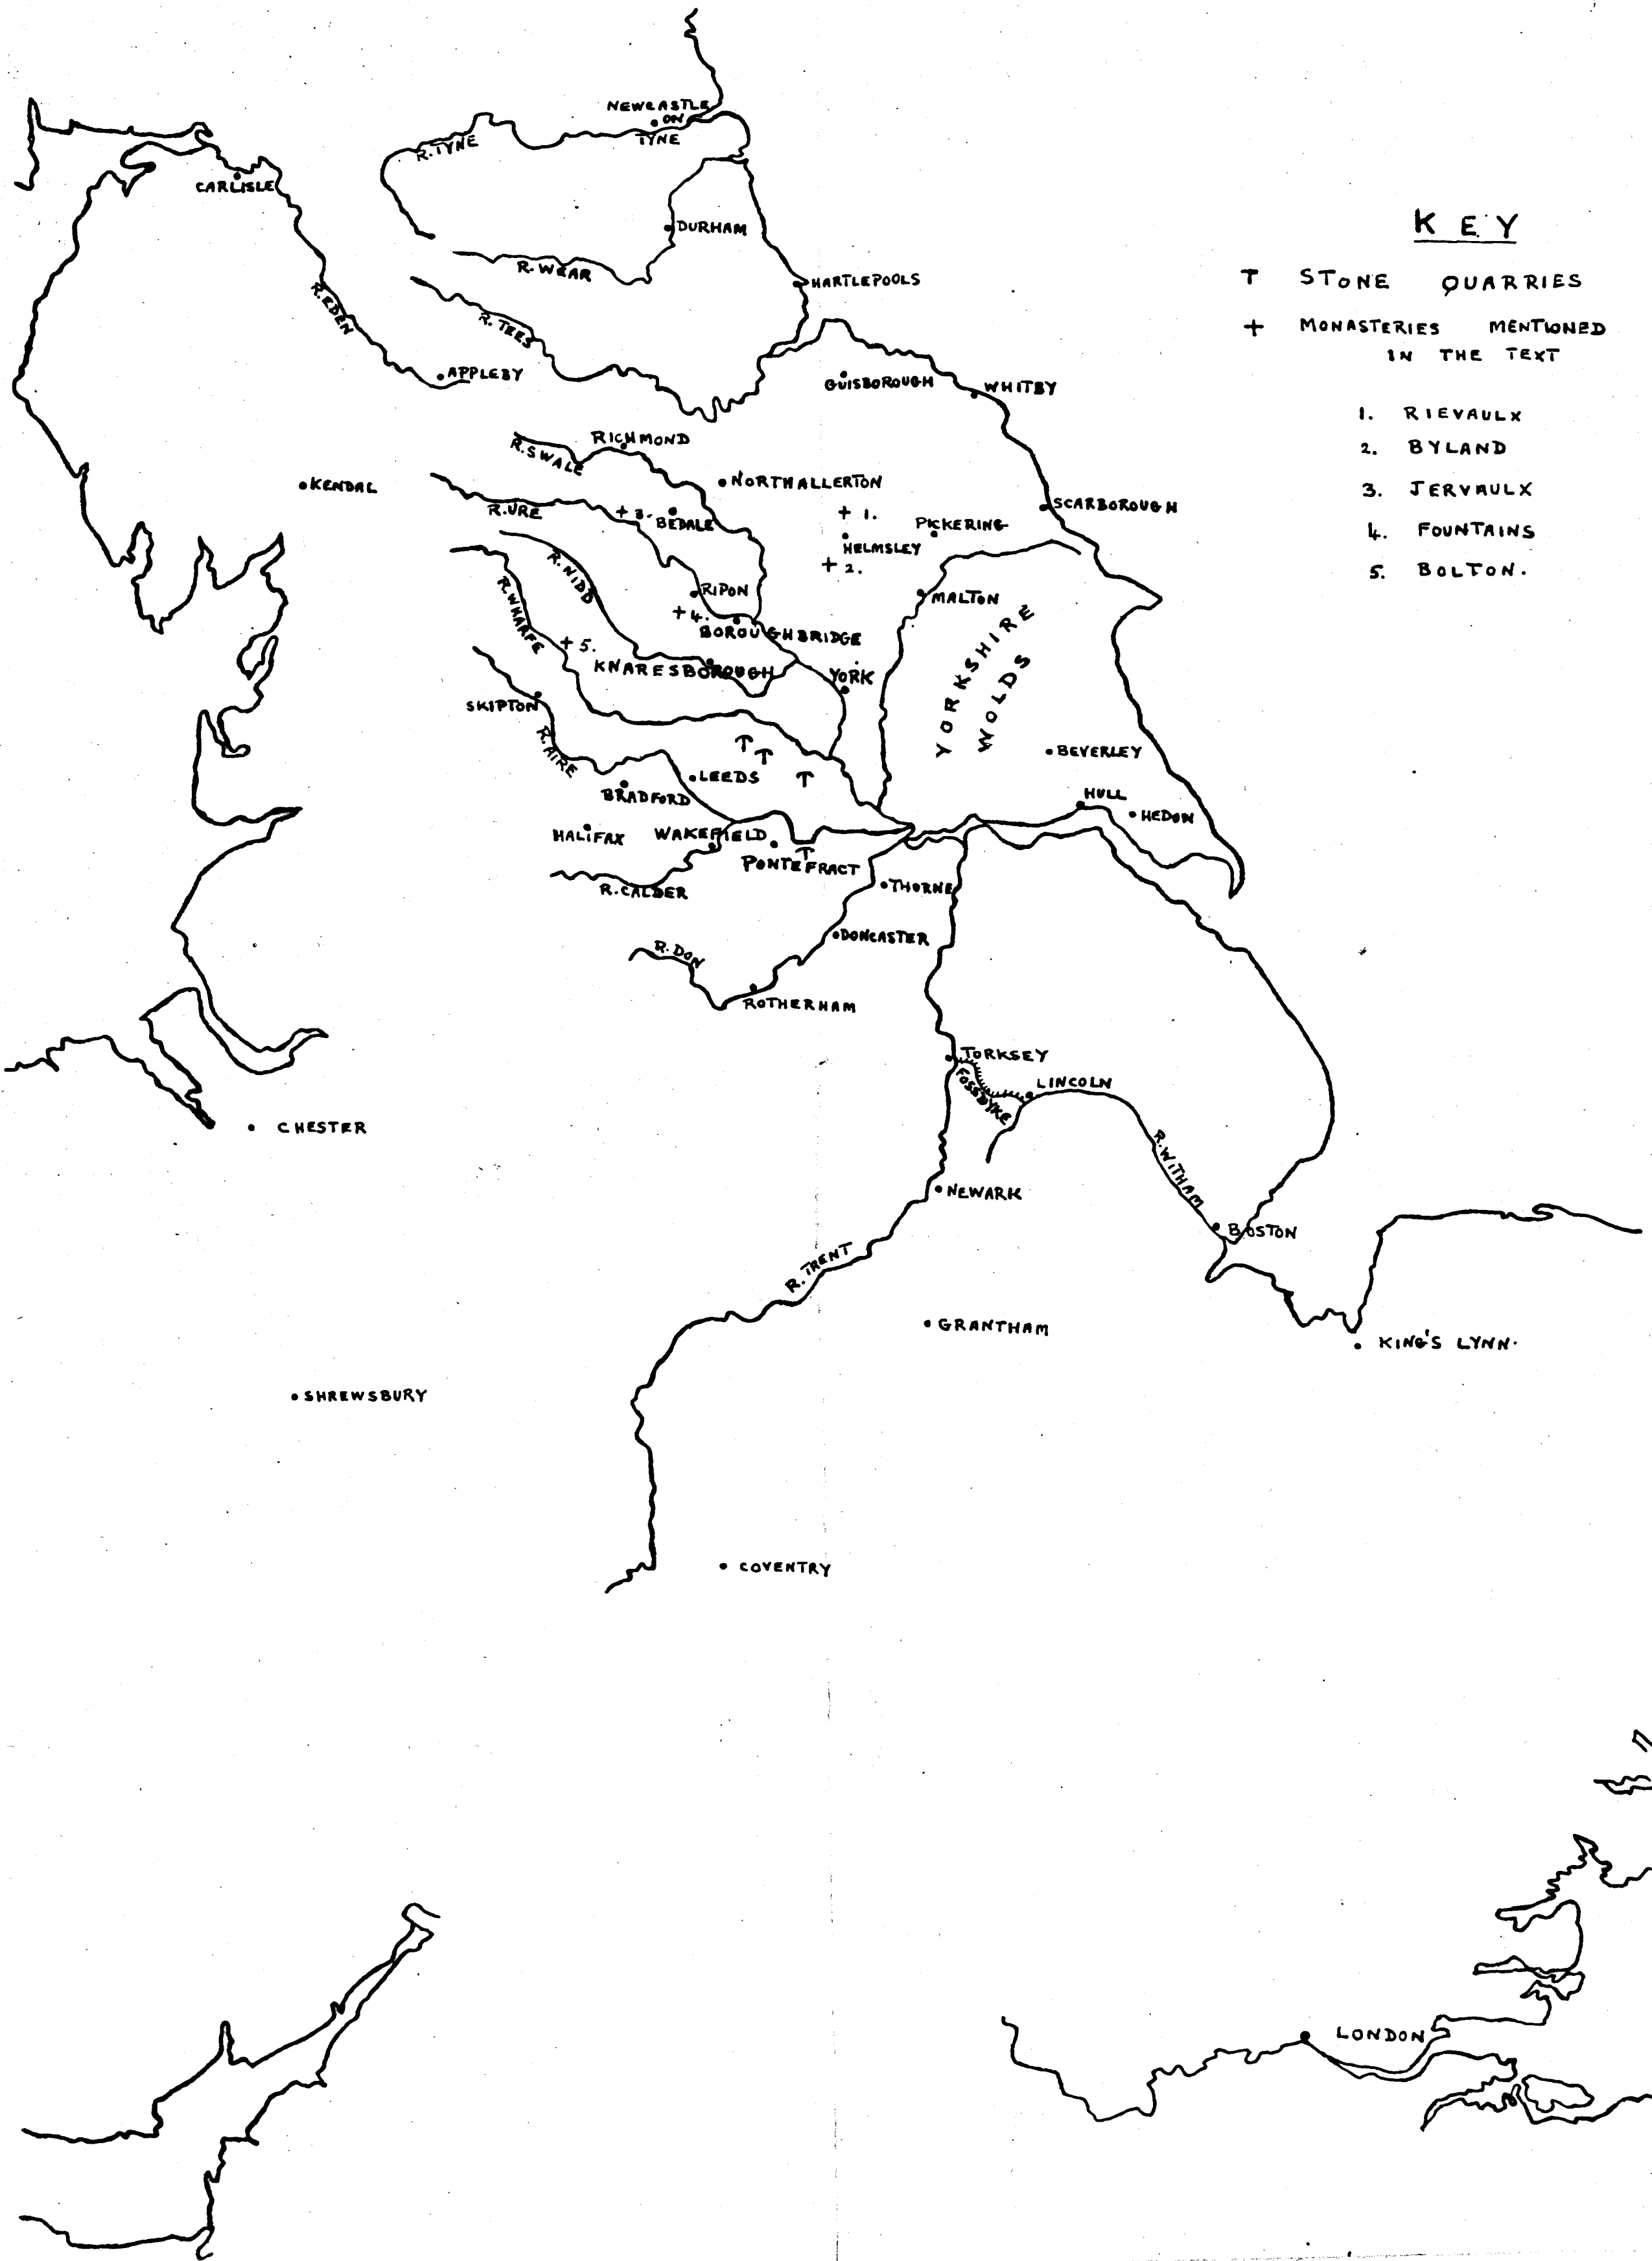 NEWCASTLE
ON
TYNE
R. TYNE
CARLISLE
DURHAM
R. WEAR
HARTLEPOOLS
R. EDEN
R. TEES
APPLEBY
GUISBOROUGH
WHITBY
KEY
T STONE QUARRIES
+ MONASTERIES MENTIONED
IN THE TEXT
1. RIEVAULX
2. BYLAND
3. JERVAULX
4. FOUNTAINS
5. BOLTON.
RICHMOND
R. SWALE
KENDAL
NORTHALLERTON
SCARBOROUGH
R. URE
+ 3.
BEDALE
+ 1.
PICKERING
HELMSLEY
+ 2.
R. NIDD
R. WHARFE
RIPON
MALTON
+ 4.
BOROUGHBRIDGE
+ 5.
KNARESBOROUGH
YORK
YORKSHIRE
WOLDS
SKIPTON
R. AIRE
BEVERLEY
LEEDS
BRADFORD
HULL
HEDON
HALIFAX
WAKEFIELD
PONTEFRACT
R. CALDER
THORNE
DONCASTER
R. DON
ROTHERHAM
TORKSEY
FOSSDYKE
LINCOLN
CHESTER
R. WITHAM
NEWARK
BOSTON
R. TRENT
GRANTHAM
KING'S LYNN.
SHREWSBURY
COVENTRY
LONDON